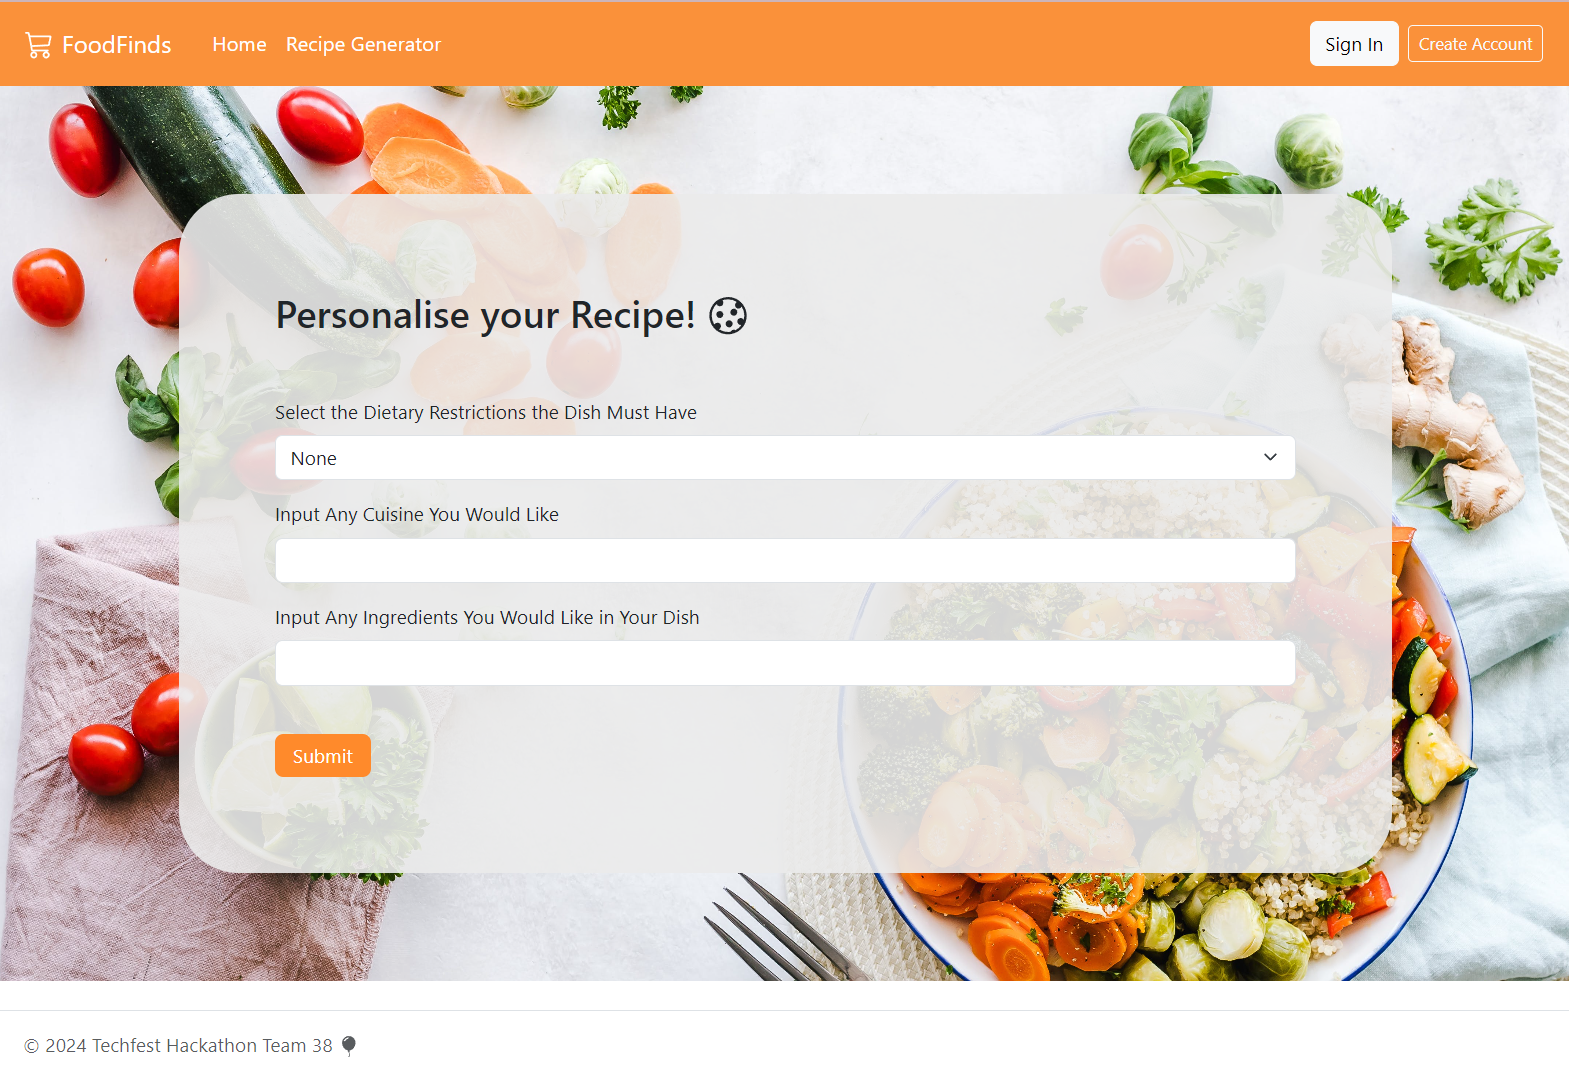 FoodFinds Home Recipe Generator Sign In Create Account
Personalise your Recipe!
Select the Dietary Restrictions the Dish Must Have
None
Input Any Cuisine You Would Like
Input Any Ingredients You Would Like in Your Dish
Submit
© 2024 Techfest Hackathon Team 38